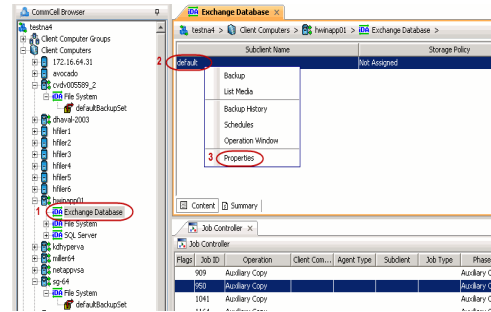 CommCell Browser
testna4
Client Computer Groups
Client Computers
172.16.64.31
avocado
cvdv005589_2
File System
defaultBackupSet
dhaval-2003
hfiler1
hfiler2
hfiler3
hfiler4
hfiler5
hfiler6
hwinapp01
1
Exchange Database
File System
SQL Server
kdhyperva
miller64
netappvsa
sg-64
File System
defaultBackupSet
Exchange Database ×
testna4 > Client Computers > hwinapp01 > Exchange Database >
Subclient Name Storage Policy
2 default Not Assigned
Backup
List Media
Backup History
Schedules
Operation Window
3 Properties
Content Summary
Job Controller ×
Job Controller
Flags Job ID Operation Client Com... Agent Type Subclient Job Type Phase
909 Auxiliary Copy Auxiliary C
950 Auxiliary Copy Auxiliary C
1041 Auxiliary Copy Auxiliary C
1164 Auxiliary Copy Auxiliary C